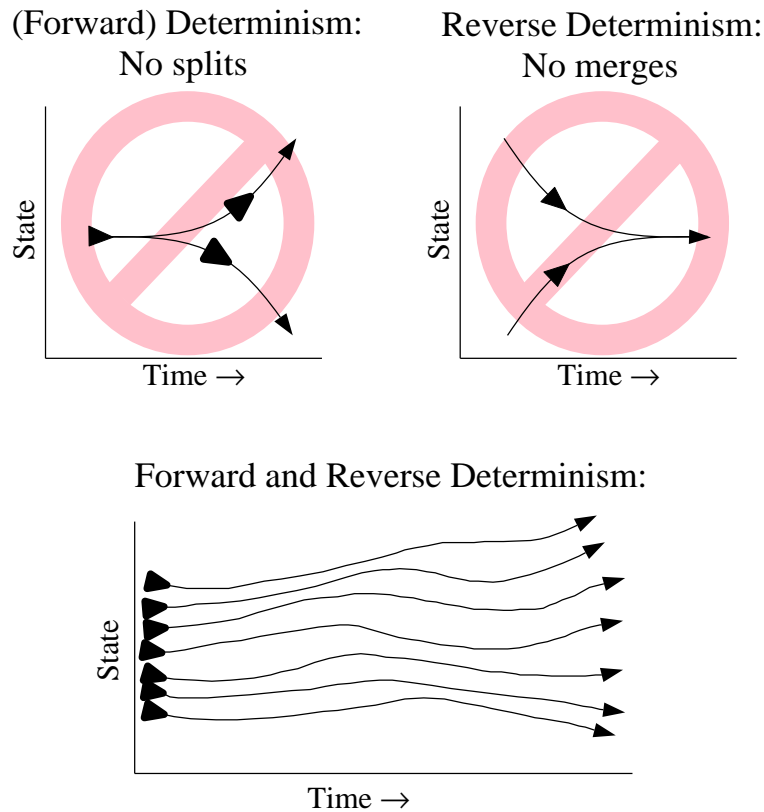 (Forward) Determinism:
No splits
State
Time →
Reverse Determinism:
No merges
State
Time →
Forward and Reverse Determinism:
State
Time →